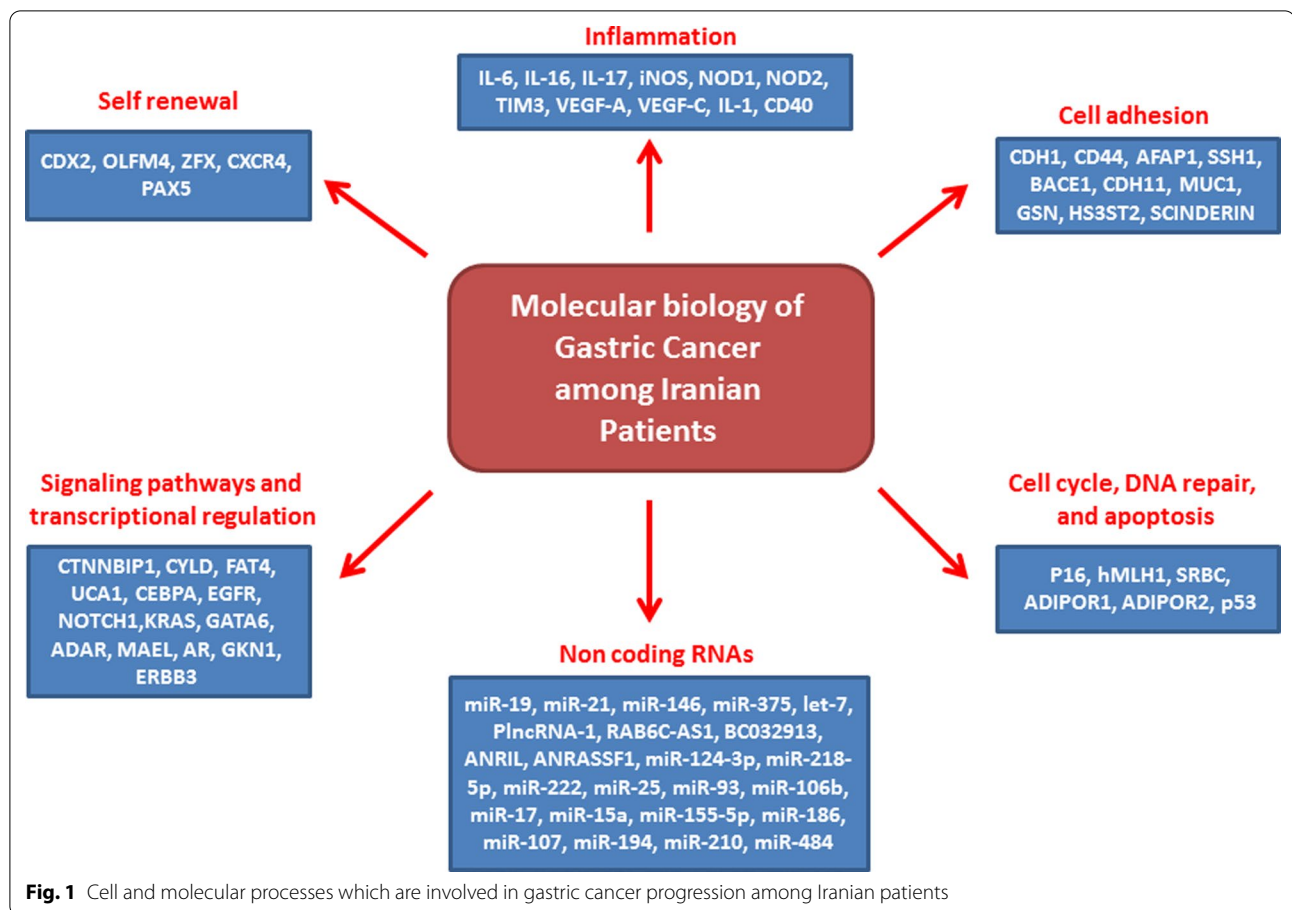 Inflammation
IL-6, IL-16, IL-17, iNOS, NOD1, NOD2,
TIM3, VEGF-A, VEGF-C, IL-1, CD40
Self renewal
CDX2, OLFM4, ZFX, CXCR4,
PAX5
Cell adhesion
CDH1, CD44, AFAP1, SSH1,
BACE1, CDH11, MUC1,
GSN, HS3ST2, SCINDERIN
Molecular biology of
Gastric Cancer
among Iranian
Patients
Signaling pathways and
transcriptional regulation
CTNNBIP1, CYLD, FAT4,
UCA1, CEBPA, EGFR,
NOTCH1,KRAS, GATA6,
ADAR, MAEL, AR, GKN1,
ERBB3
Cell cycle, DNA repair,
and apoptosis
P16, hMLH1, SRBC,
ADIPOR1, ADIPOR2, p53
Non coding RNAs
miR-19, miR-21, miR-146, miR-375, let-7,
PlncRNA-1, RAB6C-AS1, BC032913,
ANRIL, ANRASSF1, miR-124-3p, miR-218-
5p, miR-222, miR-25, miR-93, miR-106b,
miR-17, miR-15a, miR-155-5p, miR-186,
miR-107, miR-194, miR-210, miR-484
Fig. 1 Cell and molecular processes which are involved in gastric cancer progression among Iranian patients